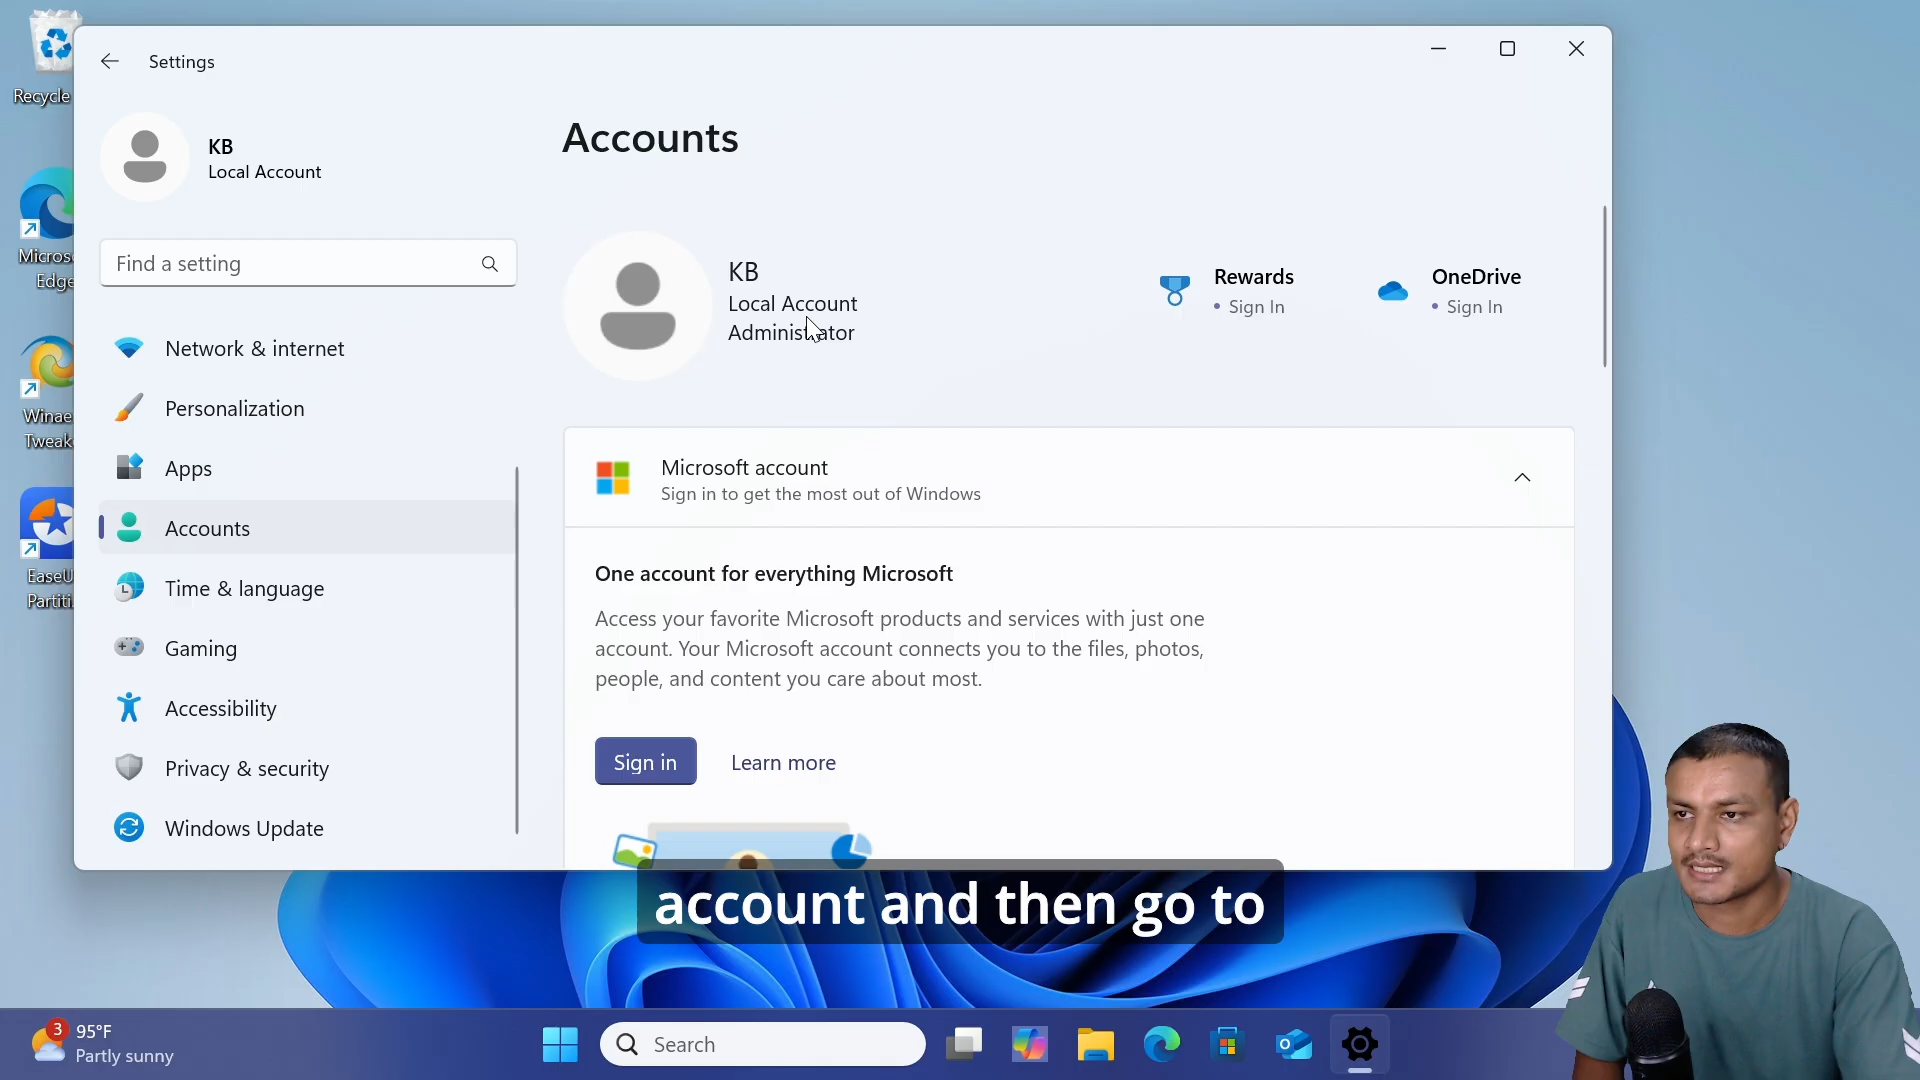 Settings
KB
Local Account
Find a setting
Network & internet
Personalization
Apps
Accounts
Time & language
Gaming
Accessibility
Privacy & security
Windows Update
Accounts
KB
Local Account
Administrator
Rewards
• Sign In
OneDrive
• Sign In
Microsoft account
Sign in to get the most out of Windows
One account for everything Microsoft
Access your favorite Microsoft products and services with just one
account. Your Microsoft account connects you to the files, photos,
people, and content you care about most.
Sign in
Learn more
account and then go to
Recycle
Micros
Edge
Winae
Tweak
EaseU
Partiti
3
95°F
Partly sunny
Search